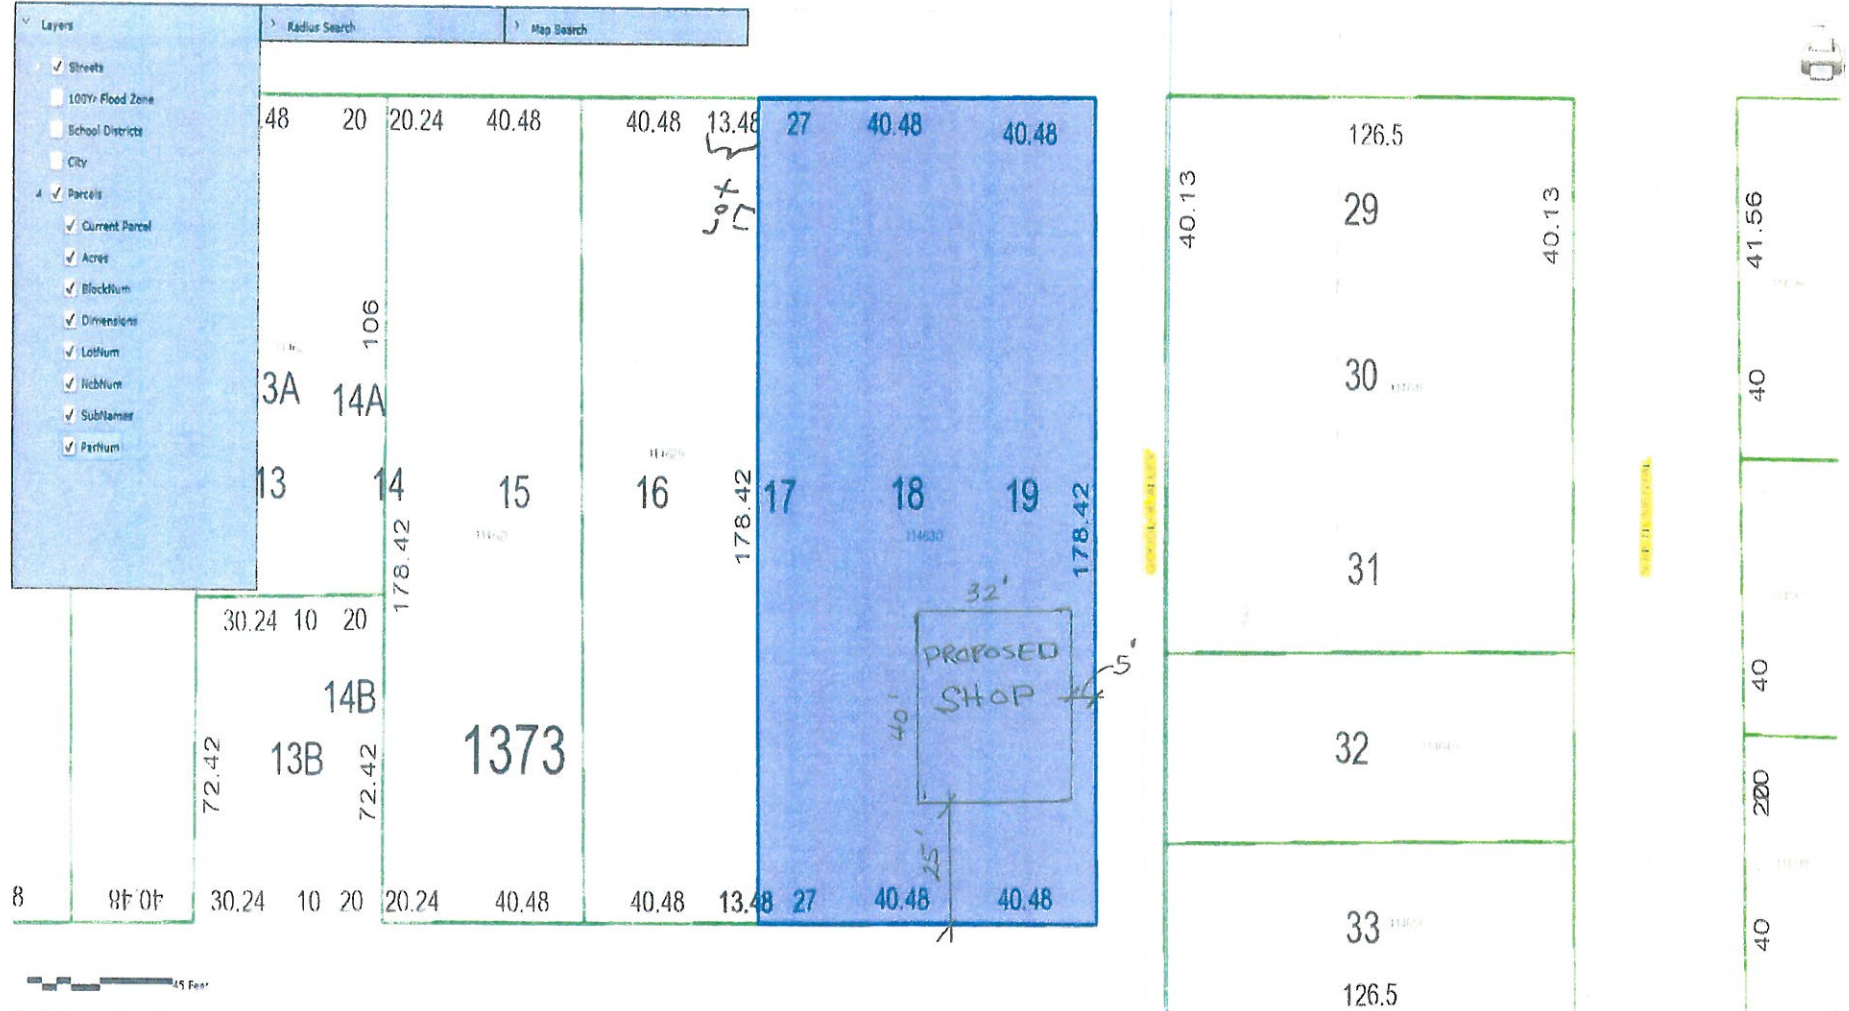 Layers
Radius Search
Map Search
Streets
100Yr Flood Zone
School Districts
City
Parcels
Current Parcel
Acres
BlockNum
Dimensions
LotNum
NcbNum
SubNames
ParNum
.48 20 20.24 40.48 40.48 13.48 27 40.48 40.48
126.5
40.13
29
40.13
41.56
106
3A 14A
30
40
13 14 15 16 17 18 19
178.42
178.42
178.42
114630
31
32'
30.24 10 20
PROPOSED
SHOP
5'
40'
14B
13B
1373
72.42
72.42
32
40
20
25'
8 40.48 30.24 10 20 20.24 40.48 40.48 13.48 27 40.48 40.48
33
40
45 Feet
126.5